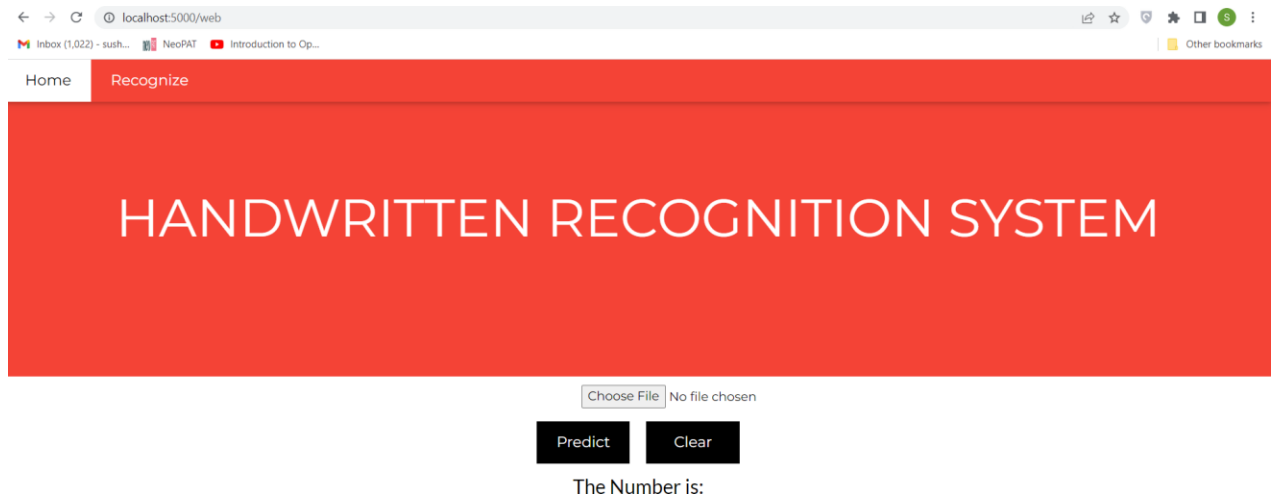 localhost:5000/web
Inbox (1,022) - sush... NeoPAT Introduction to Op... Other bookmarks
Home Recognize
HANDWRITTEN RECOGNITION SYSTEM
Choose File No file chosen
Predict Clear
The Number is: